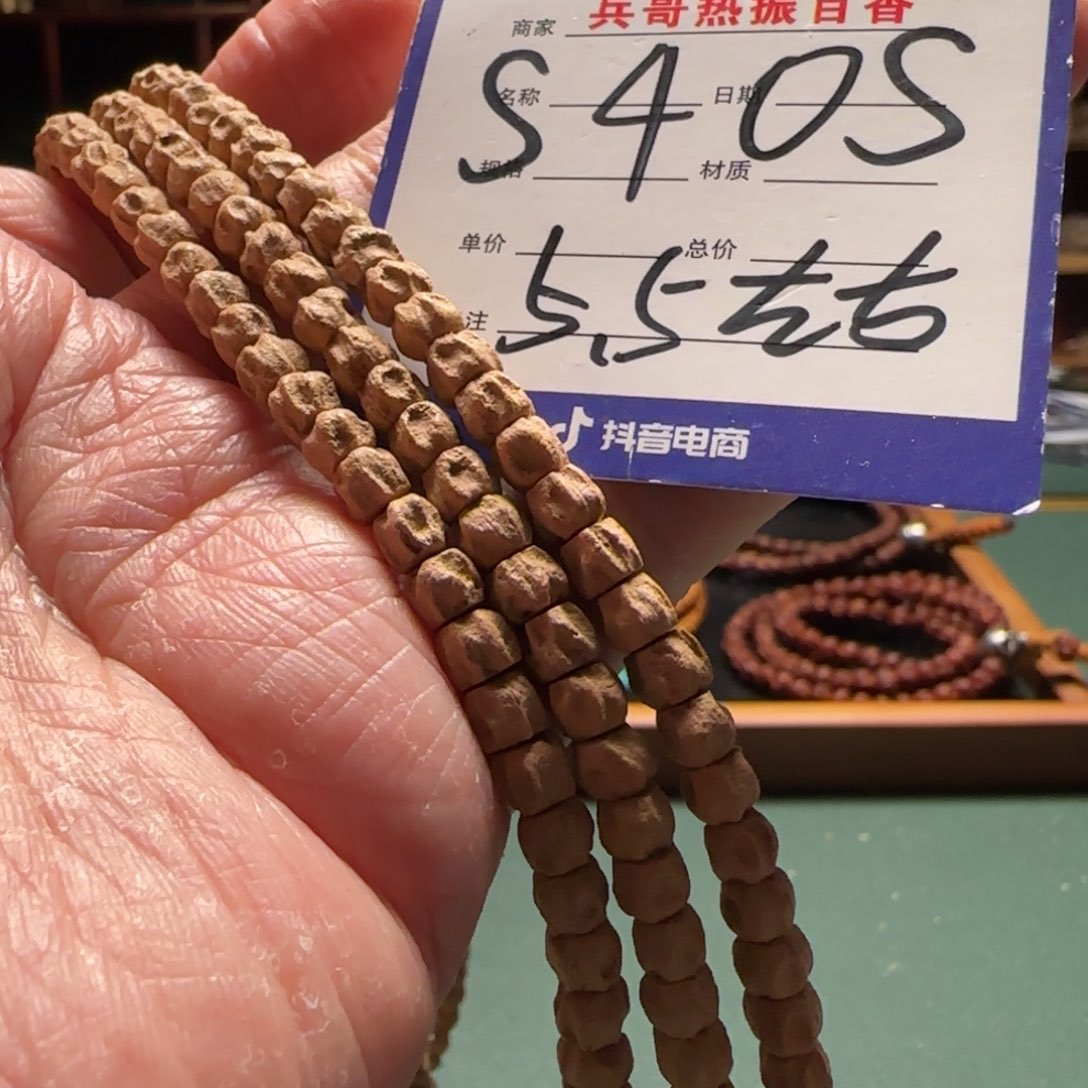 商家 兵哥热振百香
名称 日期
S40S
规格 材质
单价 总价
注 5.5左右
抖音电商